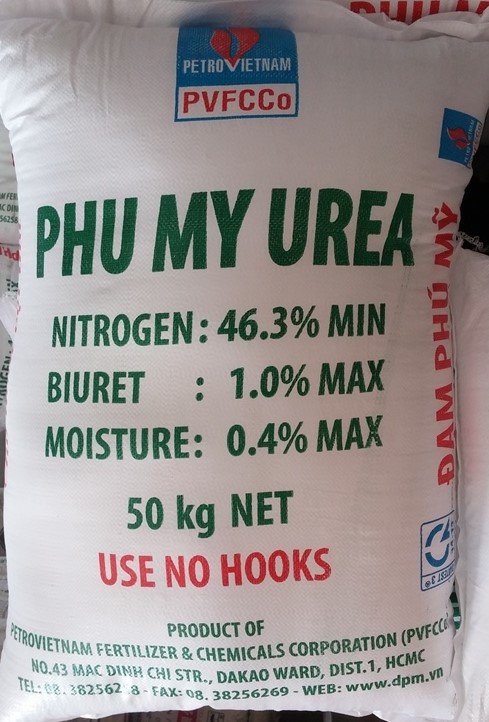 PHU M
PETROVIETNAM
PVFCCo
PHU MY UREA
NITROGEN: 46.3% MIN
BIURET : 1.0% MAX
MOISTURE: 0.4% MAX
50 kg NET
USE NO HOOKS
PRODUCT OF
PETROVIETNAM FERTILIZER & CHEMICALS CORPORATION (PVFCCo
NO.43 MAC DINH CHI STR., DAKAO WARD, DIST.1, HCMC
FAX: 08. 38256269 - WEB: www.dpm.vn
ĐẠM PHÚ MỸ